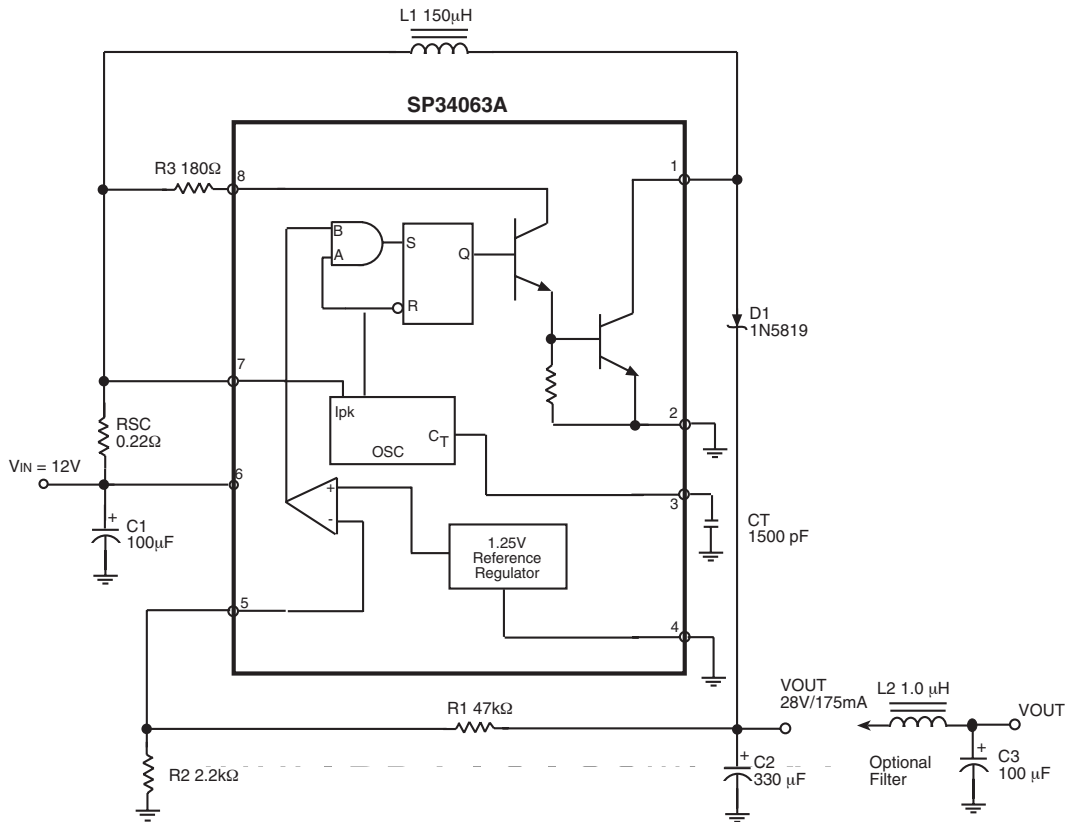 L1 150μH
SP34063A
R3 180Ω
8
1
B
A
S
Q
R
D1
1N5819
7
Ipk
CT
OSC
2
RSC
0.22Ω
VIN = 12V
6
3
+
-
C1
100μF
+
CT
1500 pF
1.25V
Reference
Regulator
5
4
VOUT
28V/175mA
L2 1.0 μH
VOUT
R1 47kΩ
R2 2.2kΩ
+
C2
330 μF
Optional
Filter
+
C3
100 μF